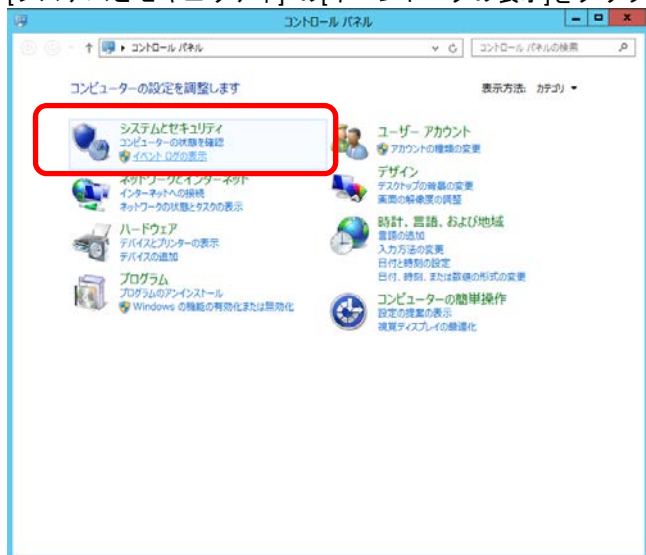 [システムとセキュリティ] の[イベントログの表示]をクリック
コントロール パネル
コントロール パネル
コントロール パネルの検索
コンピューターの設定を調整します
表示方法: カテゴリ
システムとセキュリティ
コンピューターの状態を確認
イベント ログの表示
ネットワークとインターネット
インターネットへの接続
ネットワークの状態とタスクの表示
ハードウェア
デバイスとプリンターの表示
デバイスの追加
プログラム
プログラムのアンインストール
Windows の機能の有効化または無効化
ユーザー アカウント
アカウントの種類の変更
デザイン
デスクトップの背景の変更
画面の解像度の調整
時計、言語、および地域
言語の追加
入力方法の変更
日付と時刻の設定
日付、時刻、または数値の形式の変更
コンピューターの簡単操作
設定の提案の表示
視覚ディスプレイの最適化